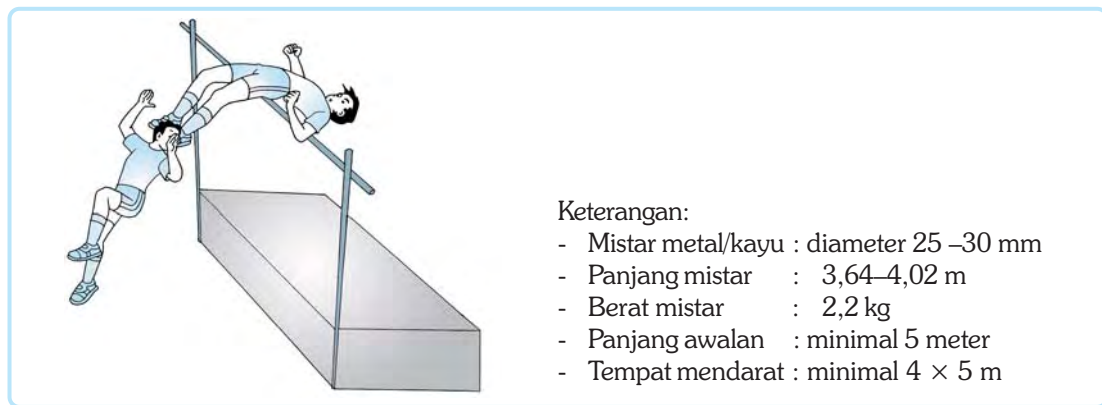 Keterangan:
- Mistar metal/kayu : diameter 25 –30 mm
- Panjang mistar : 3,64–4,02 m
- Berat mistar : 2,2 kg
- Panjang awalan : minimal 5 meter
- Tempat mendarat : minimal 4 × 5 m